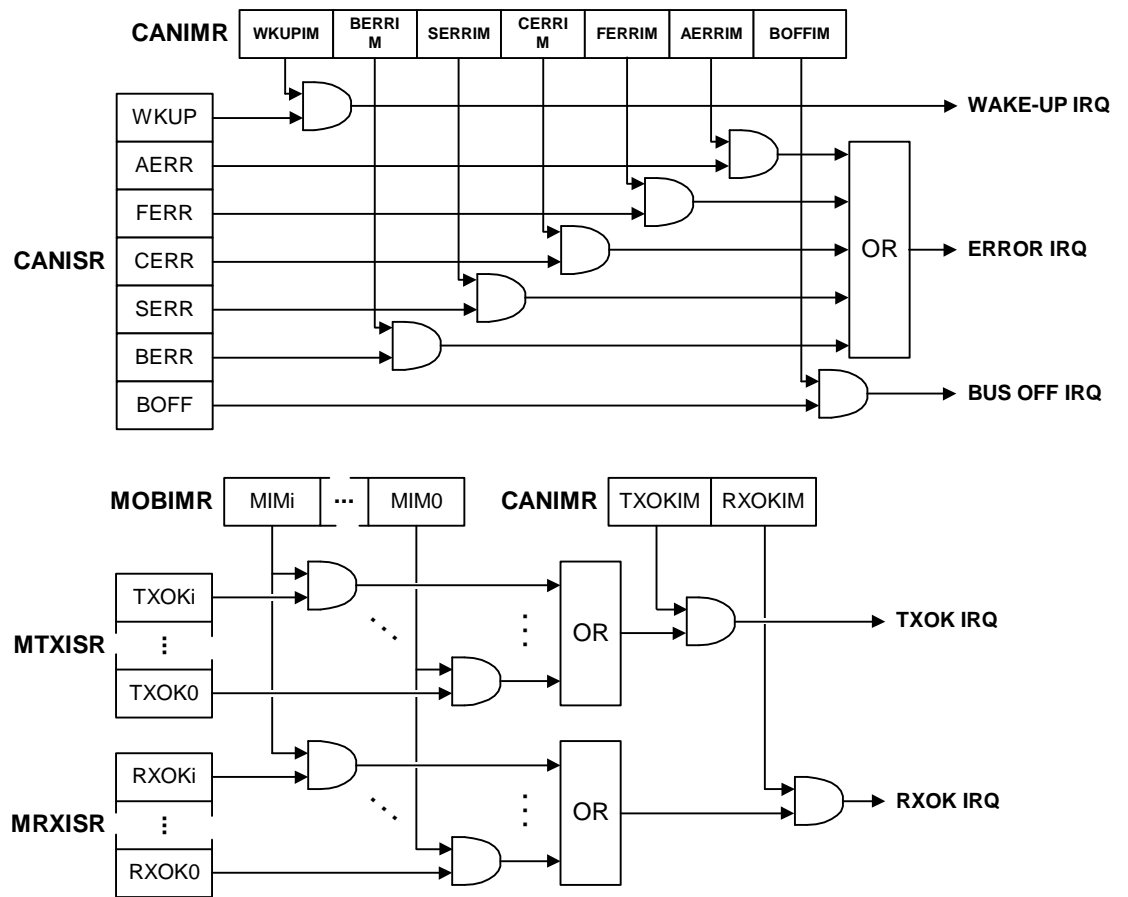 CANIMR WKUPIM BERRI M SERRIM CERRI M FERRIM AERRIM BOFFIM
WKUP
WAKE-UP IRQ
AERR
FERR
CANISR
CERR
OR
ERROR IRQ
SERR
BERR
BOFF
BUS OFF IRQ
MOBIMR MIMi ... MIM0 CANIMR TXOKIM RXOKIM
TXOKi
MTXISR
OR
TXOK IRQ
TXOK0
RXOKi
MRXISR
OR
RXOK IRQ
RXOK0